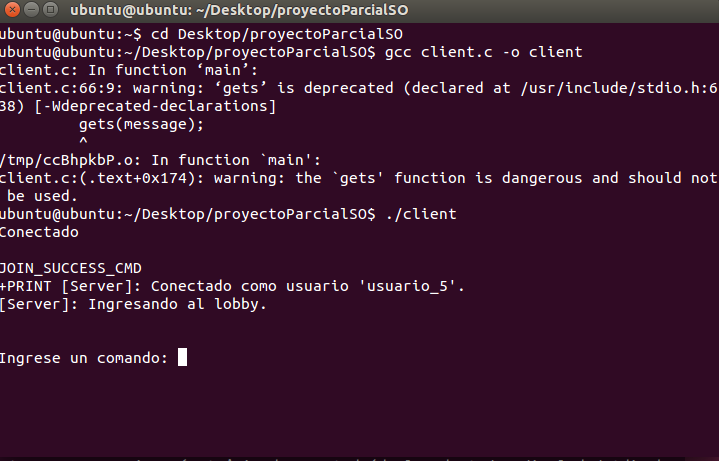 ubuntu@ubuntu: ~/Desktop/proyectoParcialSO
ubuntu@ubuntu:~$ cd Desktop/proyectoParcialSO
ubuntu@ubuntu:~/Desktop/proyectoParcialSO$ gcc client.c -o client
client.c: In function ‘main’:
client.c:66:9: warning: ‘gets’ is deprecated (declared at /usr/include/stdio.h:6
38) [-Wdeprecated-declarations]
gets(message);
^
/tmp/ccBhpkbP.o: In function `main':
client.c:(.text+0x174): warning: the `gets' function is dangerous and should not
be used.
ubuntu@ubuntu:~/Desktop/proyectoParcialSO$ ./client
Conectado
JOIN_SUCCESS_CMD
+PRINT [Server]: Conectado como usuario 'usuario_5'.
[Server]: Ingresando al lobby.
Ingrese un comando: